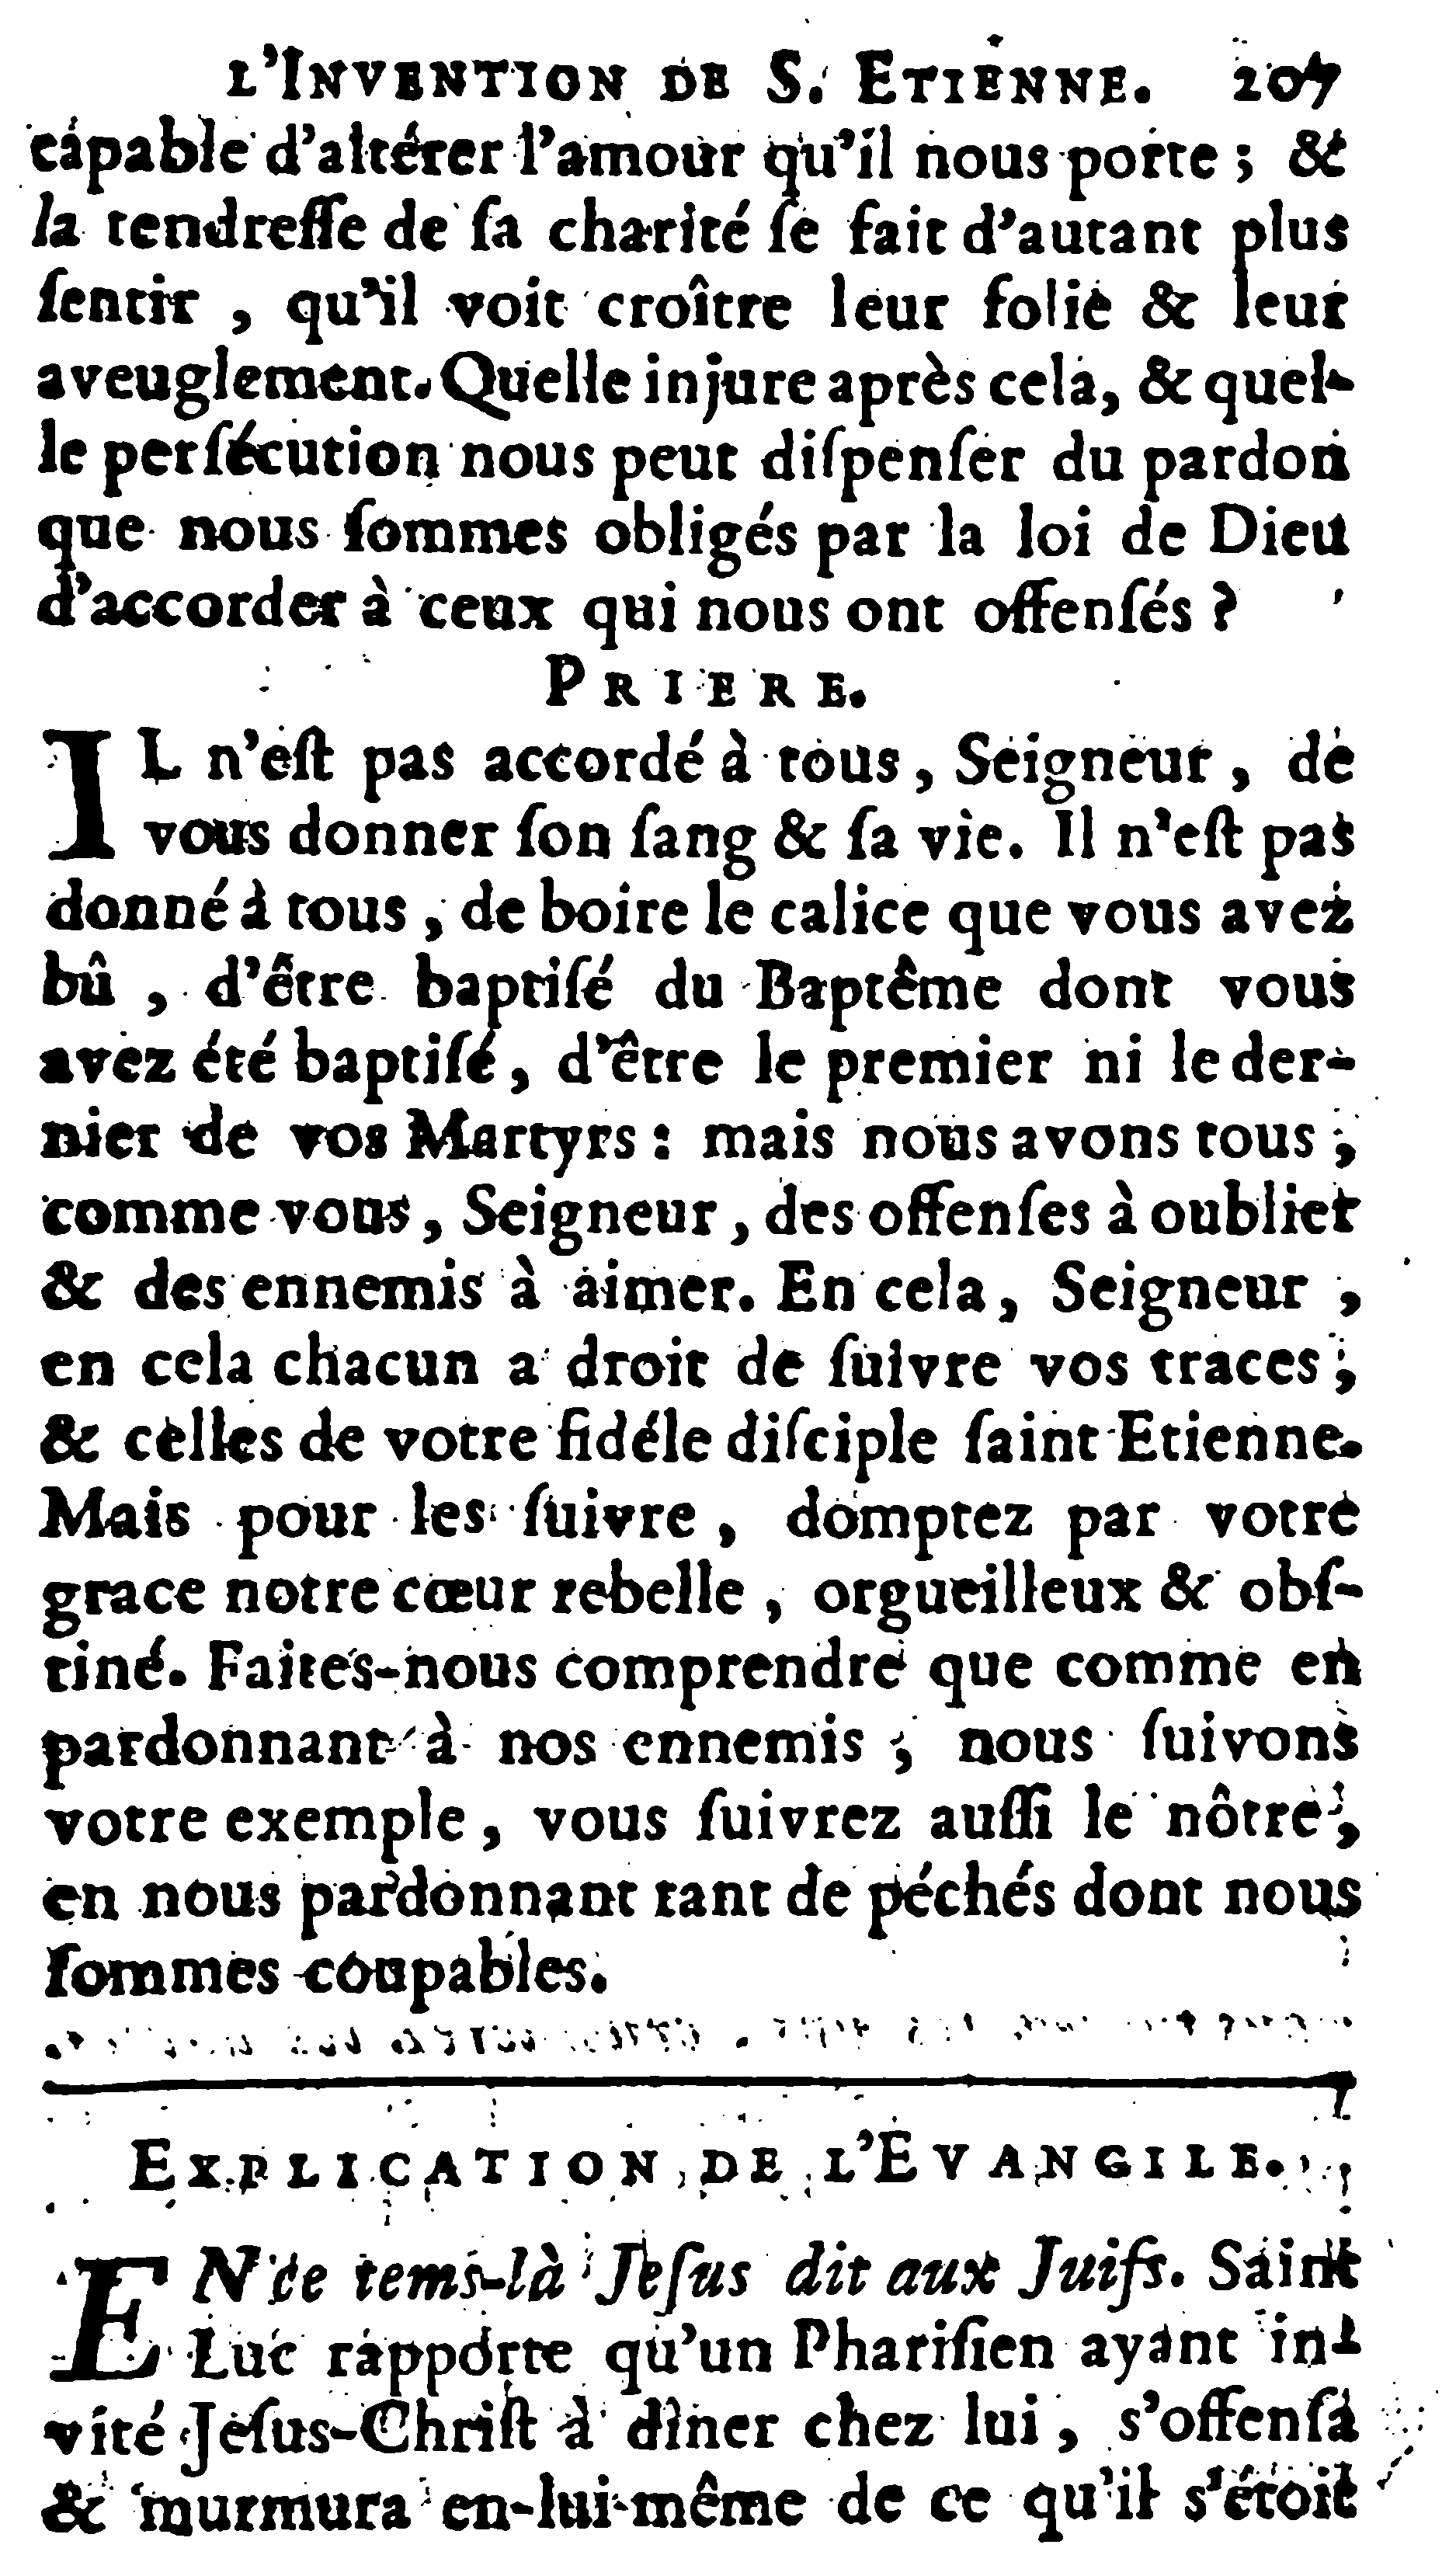 L'INVENTION DE S. ETIENNE. 207
capable d'altérer l'amour qu'il nous porte ; &
la tendreſſe de ſa charité ſe fait d'autant plus
ſentir , qu'il voit croître leur folie & leur
aveuglement. Quelle injure après cela, & quel-
le perſécution nous peut diſpenſer du pardon
que nous ſommes obligés par la loi de Dieu
d'accorder à ceux qui nous ont offenſés ?
PRIERE.
IL n'eſt pas accordé à tous , Seigneur , de
vous donner ſon ſang & ſa vie. Il n'eſt pas
donné à tous , de boire le calice que vous avez
bû , d'être baptiſé du Baptême dont vous
avez été baptiſé, d'être le premier ni le der-
nier de vos Martyrs : mais nous avons tous ,
comme vous, Seigneur , des offenſes à oublier
& des ennemis à aimer. En cela, Seigneur ,
en cela chacun a droit de ſuivre vos traces ,
& celles de votre fidéle diſciple ſaint Etienne.
Mais pour les ſuivre , domptez par votre
grace notre cœur rebelle , orgueilleux & obſ-
tiné. Faites-nous comprendre que comme en
pardonnant à nos ennemis , nous ſuivons
votre exemple, vous ſuivrez auſſi le nôtre ,
en nous pardonnant tant de péchés dont nous
ſommes coupables.
EXPLICATION DE L'EVANGILE.
EN ce tems-là Jeſus dit aux Juifs. Saint
Luc rapporte qu'un Phariſien ayant in-
vité Jeſus-Chriſt à dîner chez lui , s'offenſa
& murmura en-lui-même de ce qu'il s'étoit